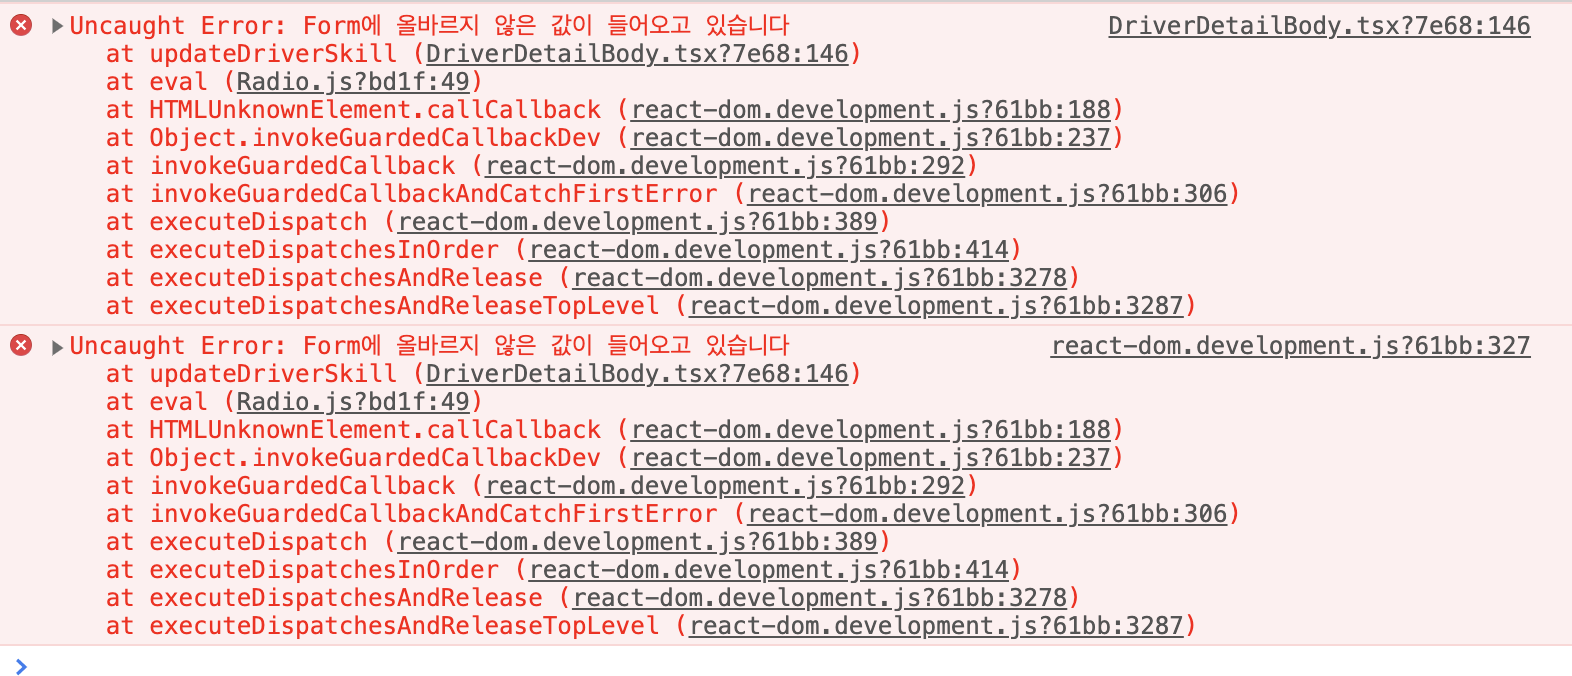 Uncaught Error: Form에 올바르지 않은 값이 들어오고 있습니다 DriverDetailBody.tsx?7e68:146
at updateDriverSkill (DriverDetailBody.tsx?7e68:146)
at eval (Radio.js?bd1f:49)
at HTMLUnknownElement.callCallback (react-dom.development.js?61bb:188)
at Object.invokeGuardedCallbackDev (react-dom.development.js?61bb:237)
at invokeGuardedCallback (react-dom.development.js?61bb:292)
at invokeGuardedCallbackAndCatchFirstError (react-dom.development.js?61bb:306)
at executeDispatch (react-dom.development.js?61bb:389)
at executeDispatchesInOrder (react-dom.development.js?61bb:414)
at executeDispatchesAndRelease (react-dom.development.js?61bb:3278)
at executeDispatchesAndReleaseTopLevel (react-dom.development.js?61bb:3287)
Uncaught Error: Form에 올바르지 않은 값이 들어오고 있습니다 react-dom.development.js?61bb:327
at updateDriverSkill (DriverDetailBody.tsx?7e68:146)
at eval (Radio.js?bd1f:49)
at HTMLUnknownElement.callCallback (react-dom.development.js?61bb:188)
at Object.invokeGuardedCallbackDev (react-dom.development.js?61bb:237)
at invokeGuardedCallback (react-dom.development.js?61bb:292)
at invokeGuardedCallbackAndCatchFirstError (react-dom.development.js?61bb:306)
at executeDispatch (react-dom.development.js?61bb:389)
at executeDispatchesInOrder (react-dom.development.js?61bb:414)
at executeDispatchesAndRelease (react-dom.development.js?61bb:3278)
at executeDispatchesAndReleaseTopLevel (react-dom.development.js?61bb:3287)